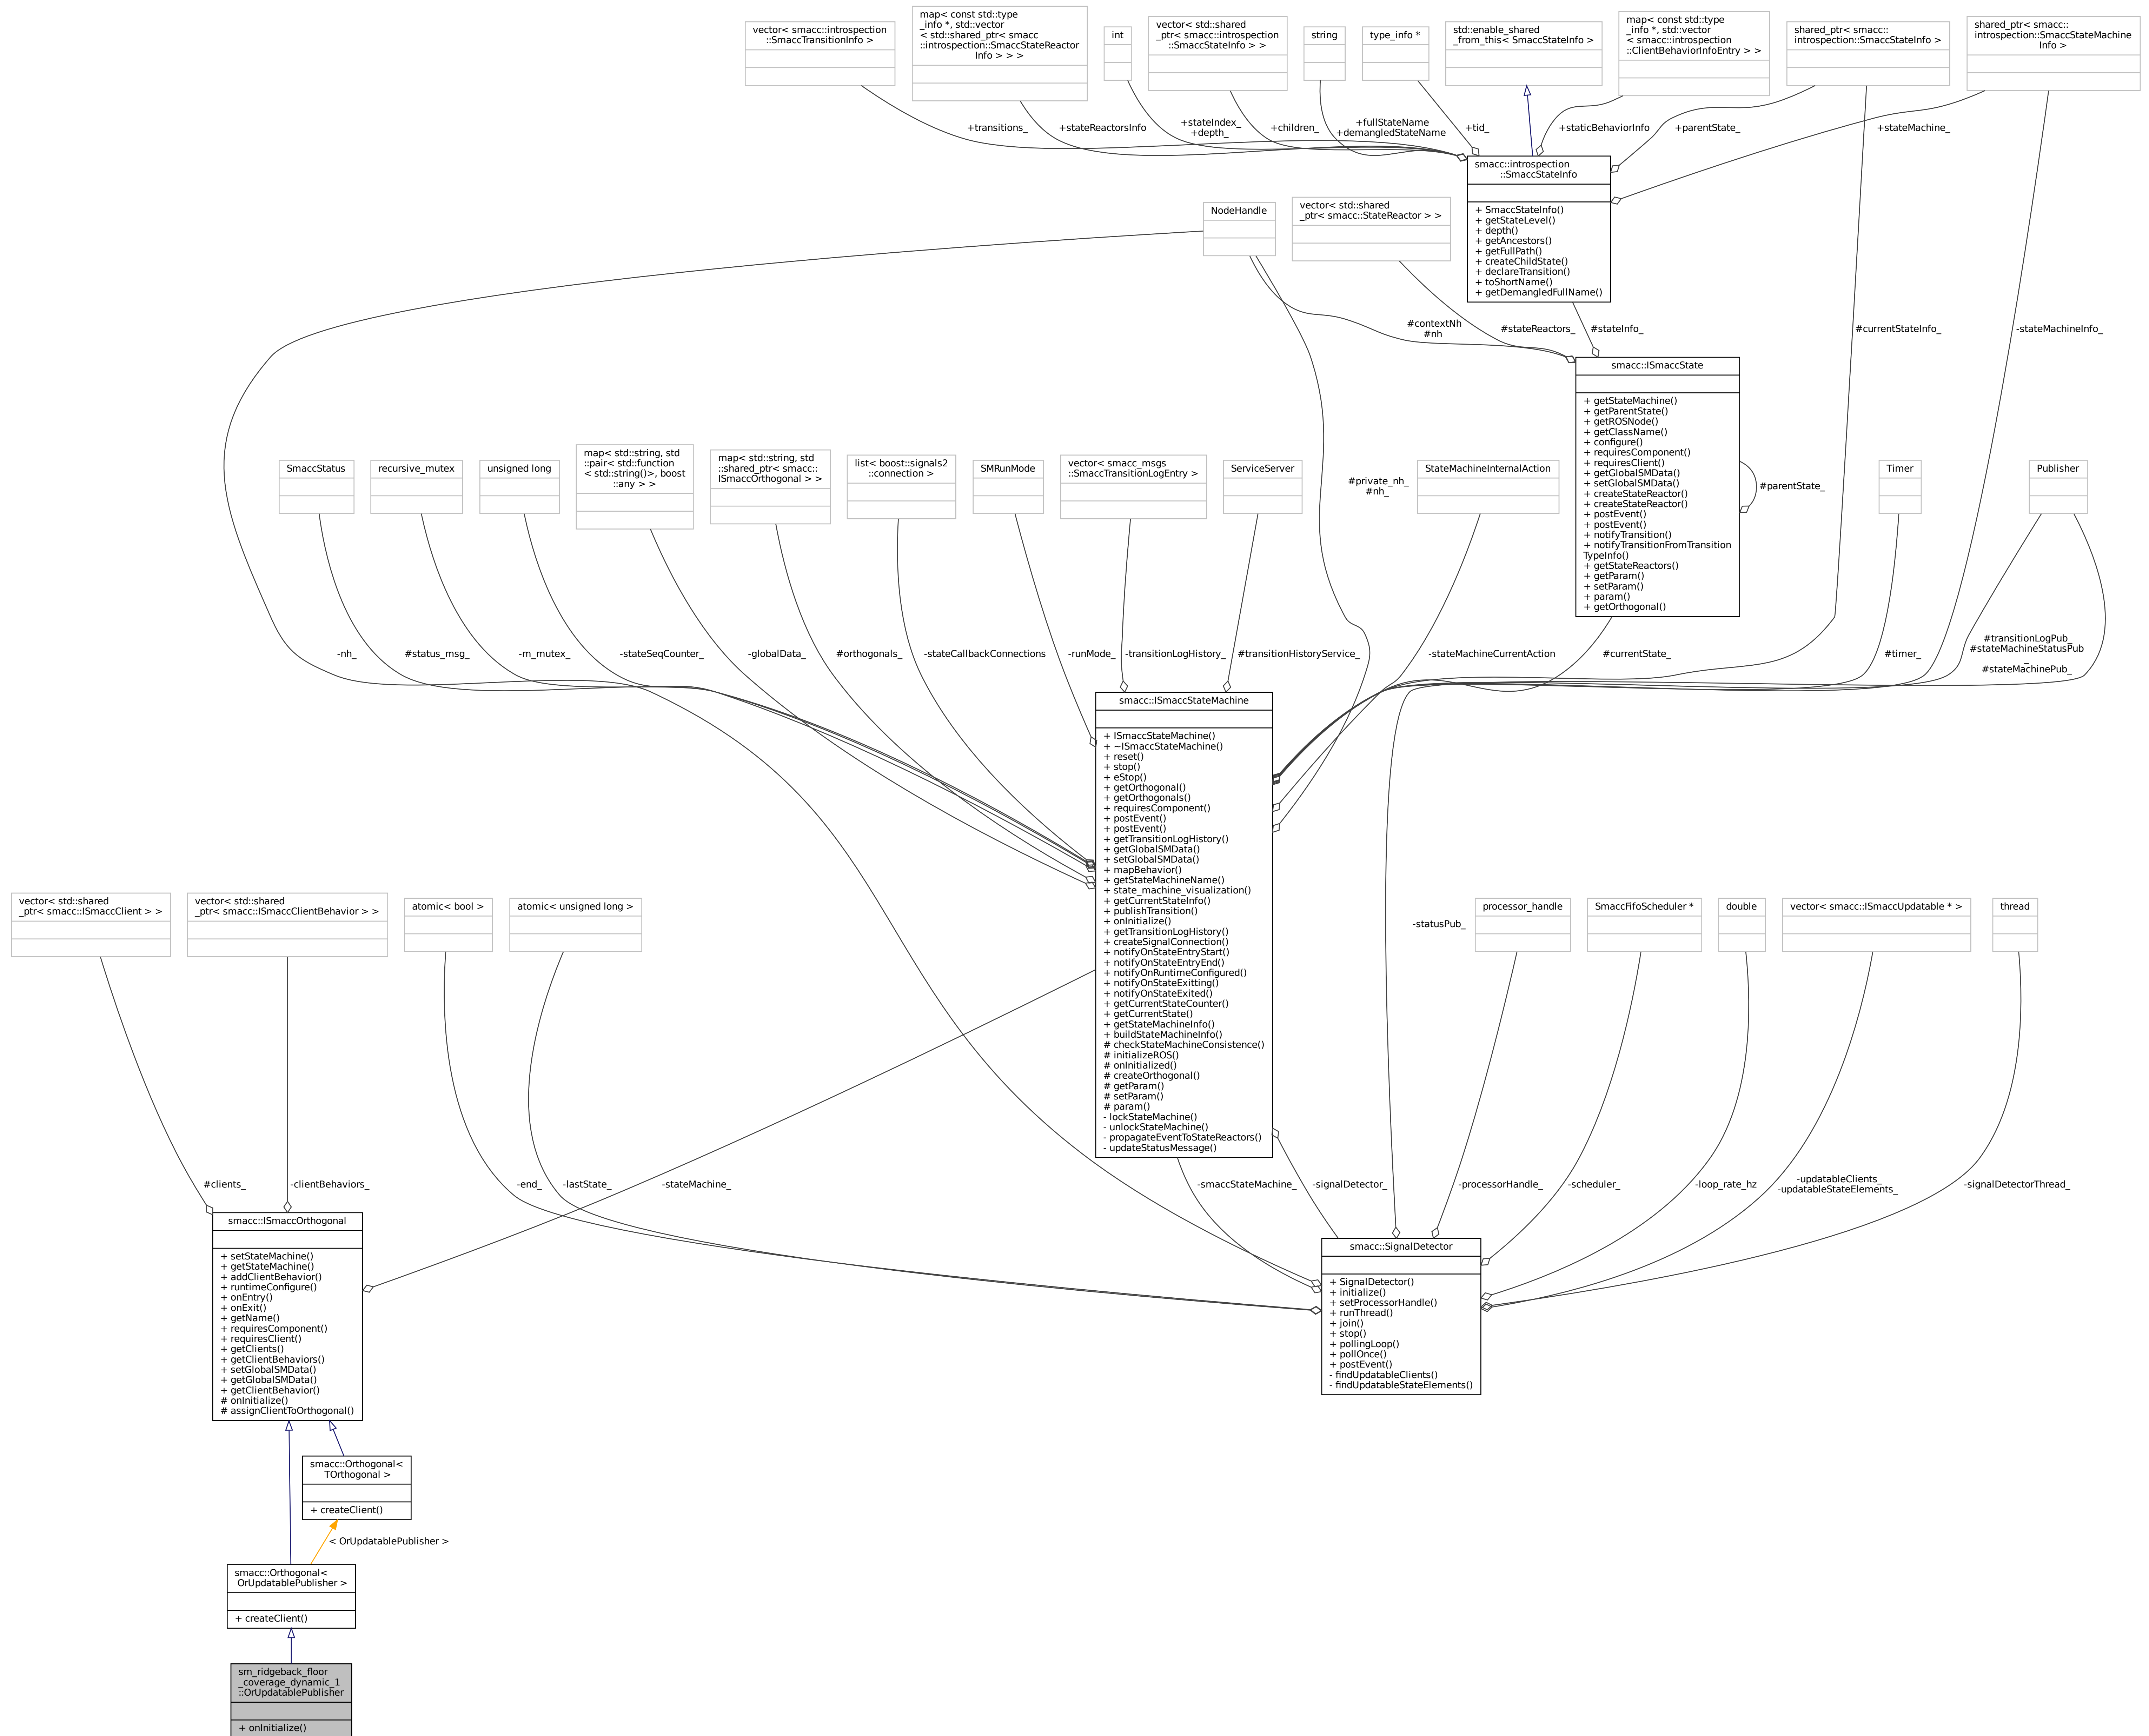 vector< smacc::introspection
::SmaccTransitionInfo >
map< const std::type
_info *, std::vector
< std::shared_ptr< smacc
::introspection::SmaccStateReactor
Info > > >
int
vector< std::shared
_ptr< smacc::introspection
::SmaccStateInfo > >
string
type_info *
std::enable_shared
_from_this< SmaccStateInfo >
map< const std::type
_info *, std::vector
< smacc::introspection
::ClientBehaviorInfoEntry > >
shared_ptr< smacc::
introspection::SmaccStateInfo >
shared_ptr< smacc::
introspection::SmaccStateMachine
Info >
+transitions_
+stateReactorsInfo
+stateIndex_
+depth_
+children_
+fullStateName
+demangledStateName
+tid_
+staticBehaviorInfo
+parentState_
+stateMachine_
smacc::introspection
::SmaccStateInfo
+ SmaccStateInfo()
+ getStateLevel()
+ depth()
+ getAncestors()
+ getFullPath()
+ createChildState()
+ declareTransition()
+ toShortName()
+ getDemangledFullName()
NodeHandle
vector< std::shared
_ptr< smacc::StateReactor > >
#contextNh
#nh
#stateReactors_
#stateInfo_
#currentStateInfo_
-stateMachineInfo_
smacc::ISmaccState
+ getStateMachine()
+ getParentState()
+ getROSNode()
+ getClassName()
+ configure()
+ requiresComponent()
+ requiresClient()
+ getGlobalSMData()
+ setGlobalSMData()
+ createStateReactor()
+ createStateReactor()
+ postEvent()
+ postEvent()
+ notifyTransition()
+ notifyTransitionFromTransition
TypeInfo()
+ getStateReactors()
+ getParam()
+ setParam()
+ param()
+ getOrthogonal()
#parentState_
SmaccStatus
recursive_mutex
unsigned long
map< std::string, std
::pair< std::function
< std::string()>, boost
::any > >
map< std::string, std
::shared_ptr< smacc::
ISmaccOrthogonal > >
list< boost::signals2
::connection >
SMRunMode
vector< smacc_msgs
::SmaccTransitionLogEntry >
ServiceServer
#private_nh_
#nh_
StateMachineInternalAction
Timer
Publisher
-nh_
#status_msg_
-m_mutex_
-stateSeqCounter_
-globalData_
#orthogonals_
-stateCallbackConnections
-runMode_
-transitionLogHistory_
#transitionHistoryService_
-stateMachineCurrentAction
#currentState_
#timer_
#transitionLogPub_
#stateMachineStatusPub
_
#stateMachinePub_
smacc::ISmaccStateMachine
+ ISmaccStateMachine()
+ ~ISmaccStateMachine()
+ reset()
+ stop()
+ eStop()
+ getOrthogonal()
+ getOrthogonals()
+ requiresComponent()
+ postEvent()
+ postEvent()
+ getTransitionLogHistory()
+ getGlobalSMData()
+ setGlobalSMData()
+ mapBehavior()
+ getStateMachineName()
+ state_machine_visualization()
+ getCurrentStateInfo()
+ publishTransition()
+ onInitialize()
+ getTransitionLogHistory()
+ createSignalConnection()
+ notifyOnStateEntryStart()
+ notifyOnStateEntryEnd()
+ notifyOnRuntimeConfigured()
+ notifyOnStateExitting()
+ notifyOnStateExited()
+ getCurrentStateCounter()
+ getCurrentState()
+ getStateMachineInfo()
+ buildStateMachineInfo()
# checkStateMachineConsistence()
# initializeROS()
# onInitialized()
# createOrthogonal()
# getParam()
# setParam()
# param()
- lockStateMachine()
- unlockStateMachine()
- propagateEventToStateReactors()
- updateStatusMessage()
vector< std::shared
_ptr< smacc::ISmaccClient > >
vector< std::shared
_ptr< smacc::ISmaccClientBehavior > >
atomic< bool >
atomic< unsigned long >
-statusPub_
processor_handle
SmaccFifoScheduler *
double
vector< smacc::ISmaccUpdatable * >
thread
#clients_
-clientBehaviors_
-end_
-lastState_
-stateMachine_
-smaccStateMachine_
-signalDetector_
-processorHandle_
-scheduler_
-loop_rate_hz
-updatableClients_
-updatableStateElements_
-signalDetectorThread_
smacc::ISmaccOrthogonal
+ setStateMachine()
+ getStateMachine()
+ addClientBehavior()
+ runtimeConfigure()
+ onEntry()
+ onExit()
+ getName()
+ requiresComponent()
+ requiresClient()
+ getClients()
+ getClientBehaviors()
+ setGlobalSMData()
+ getGlobalSMData()
+ getClientBehavior()
# onInitialize()
# assignClientToOrthogonal()
smacc::SignalDetector
+ SignalDetector()
+ initialize()
+ setProcessorHandle()
+ runThread()
+ join()
+ stop()
+ pollingLoop()
+ pollOnce()
+ postEvent()
- findUpdatableClients()
- findUpdatableStateElements()
smacc::Orthogonal<
TOrthogonal >
+ createClient()
< OrUpdatablePublisher >
smacc::Orthogonal<
OrUpdatablePublisher >
+ createClient()
sm_ridgeback_floor
_coverage_dynamic_1
::OrUpdatablePublisher
+ onInitialize()